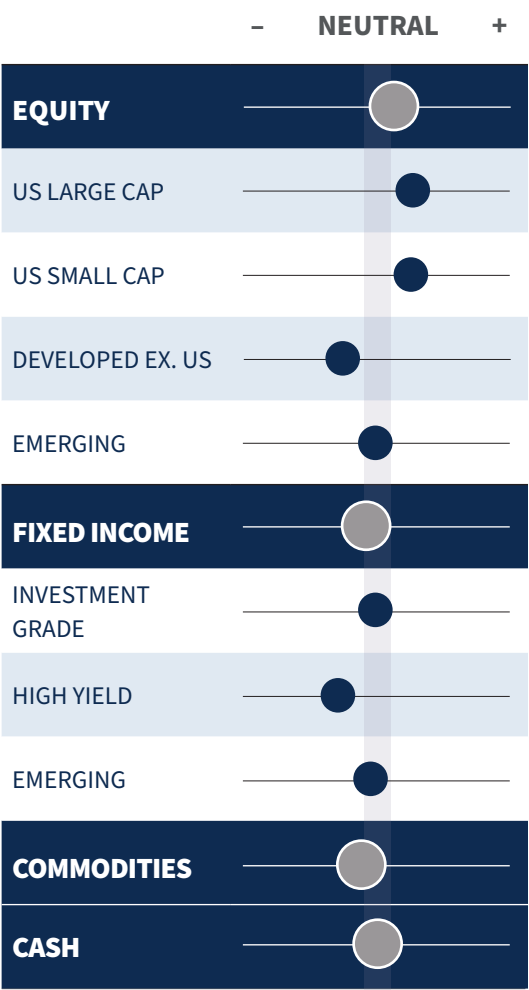 – NEUTRAL +
EQUITY
US LARGE CAP
US SMALL CAP
DEVELOPED EX. US
EMERGING
FIXED INCOME
INVESTMENT
GRADE
HIGH YIELD
EMERGING
COMMODITIES
CASH